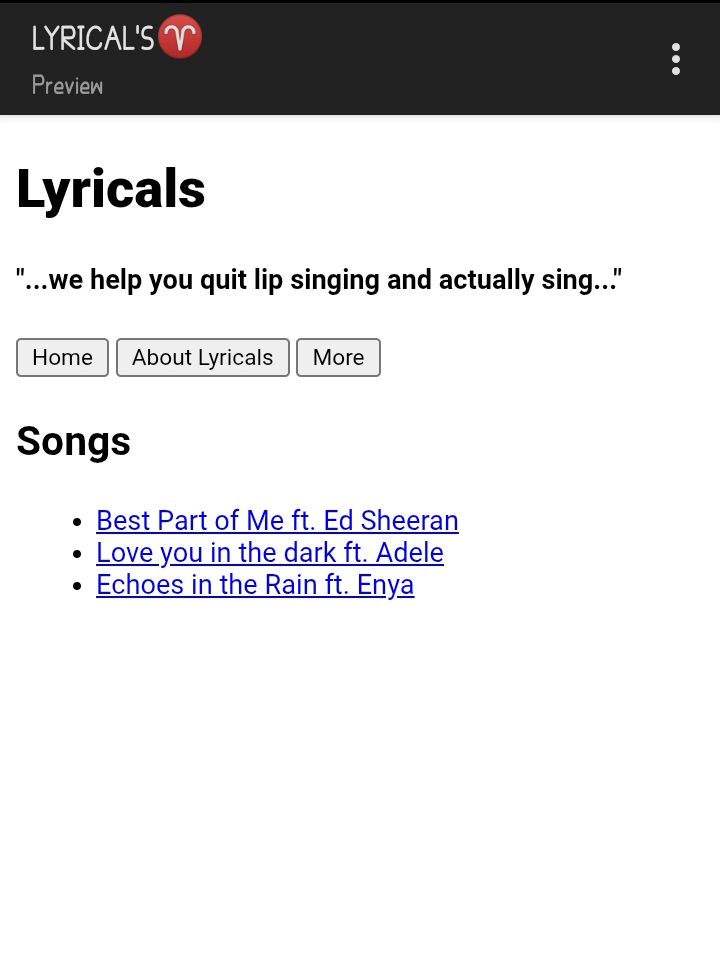 LYRICAL'S♈
Preview
Lyricals
"...we help you quit lip singing and actually sing..."
Home About Lyricals More
Songs
• Best Part of Me ft. Ed Sheeran
• Love you in the dark ft. Adele
• Echoes in the Rain ft. Enya